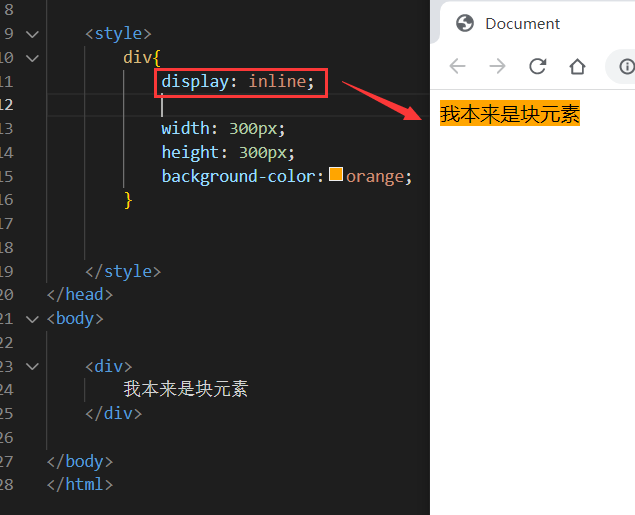 8
9 <style>
10 div{
11 display: inline;
12
13 width: 300px;
14 height: 300px;
15 background-color: orange;
16 }
17
18
19 </style>
20 </head>
21 <body>
22
23 <div>
24 我本来是块元素
25 </div>
26
27 </body>
28 </html>
Document
我本来是块元素